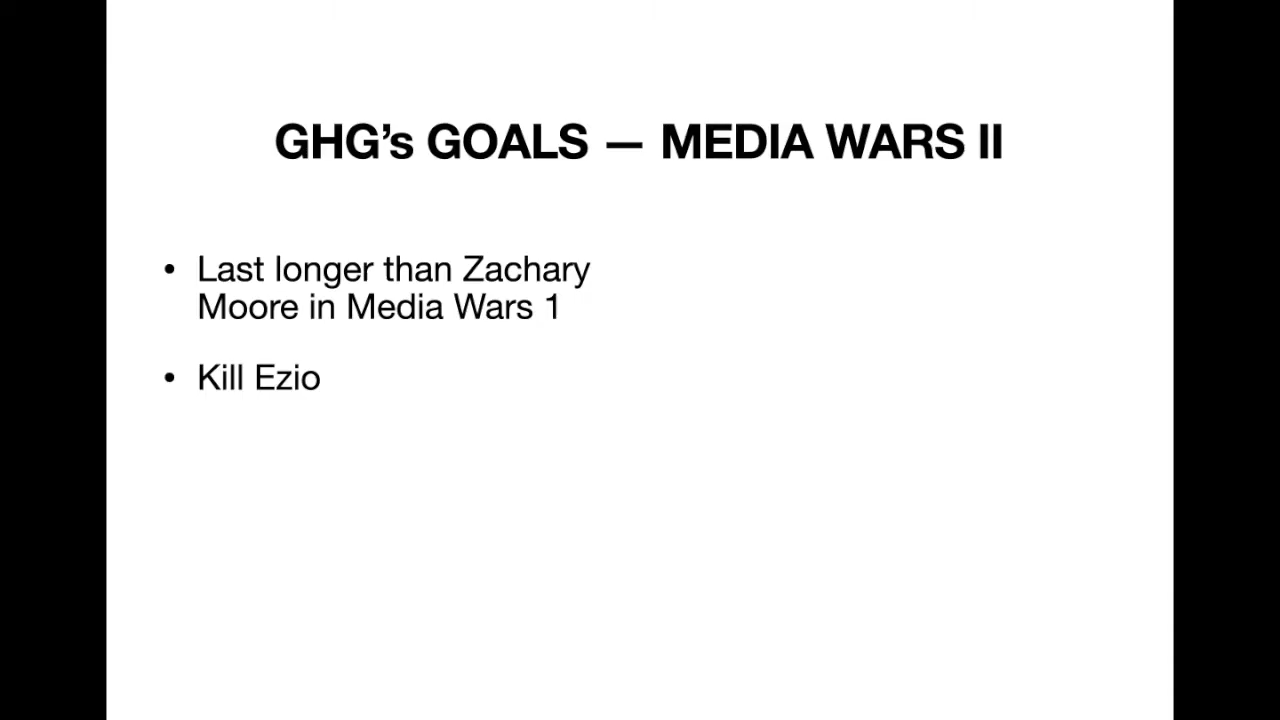 GHG’s GOALS — MEDIA WARS II
• Last longer than Zachary
Moore in Media Wars 1
• Kill Ezio